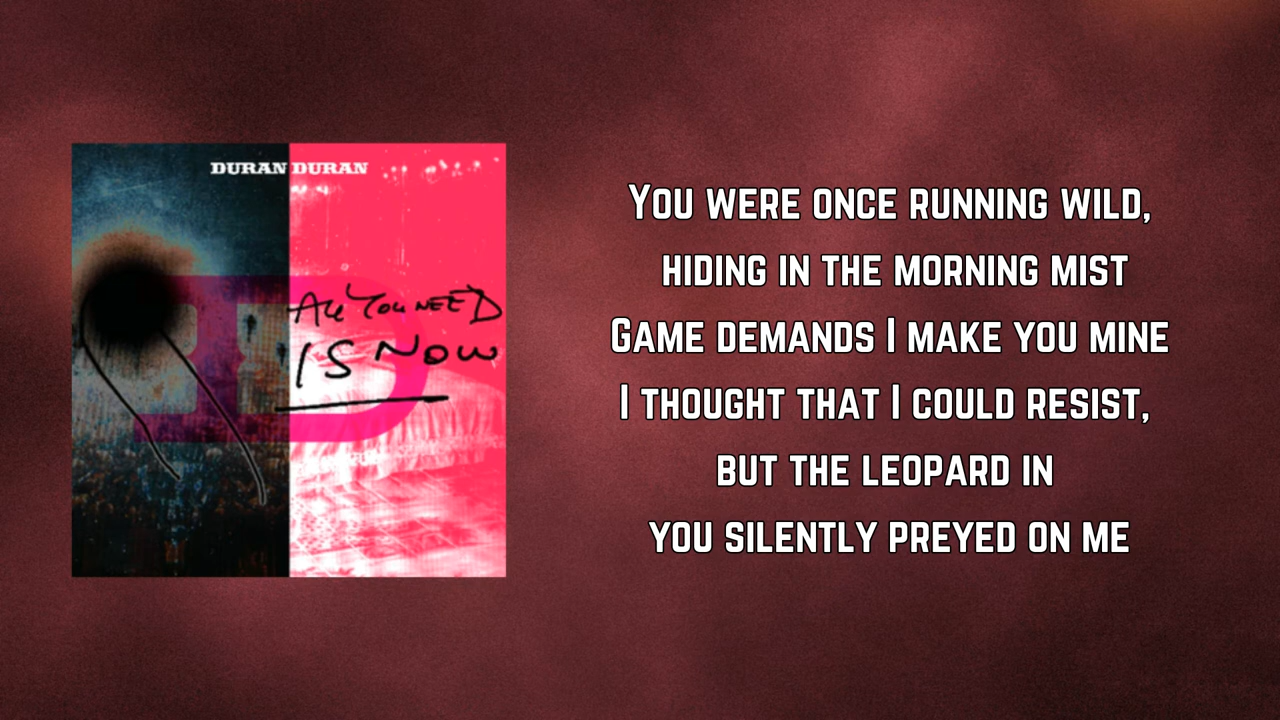 DURAN DURAN
All You NEED
IS NOW
You were once running wild,
hiding in the morning mist
Game demands I make you mine
I thought that I could resist,
but the leopard in
you silently preyed on me